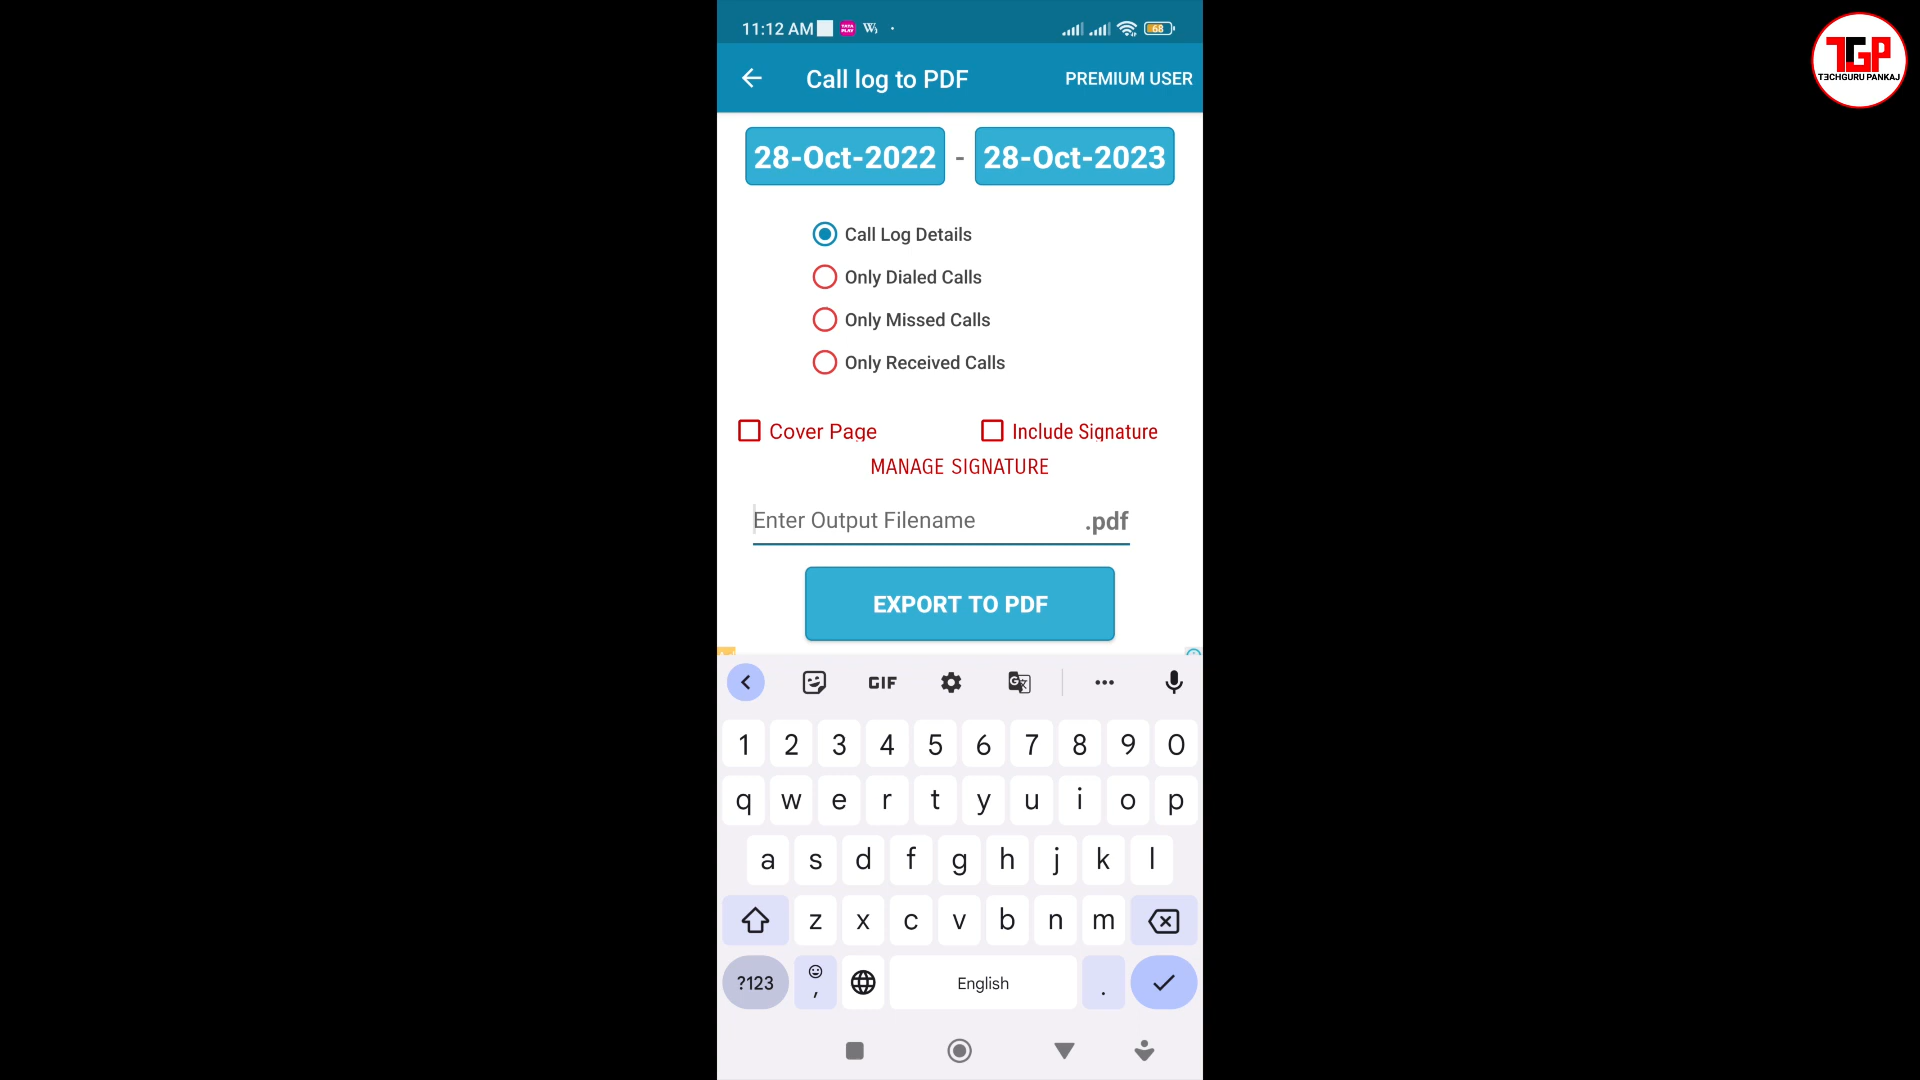 11:12 AM
68
TGP
TECHGURU PANKAJ
Call log to PDF
PREMIUM USER
28-Oct-2022 - 28-Oct-2023
Call Log Details
Only Dialed Calls
Only Missed Calls
Only Received Calls
Cover Page
Include Signature
MANAGE SIGNATURE
Enter Output Filename .pdf
EXPORT TO PDF
GIF
1 2 3 4 5 6 7 8 9 0
q w e r t y u i o p
a s d f g h j k l
z x c v b n m
?123 , English .